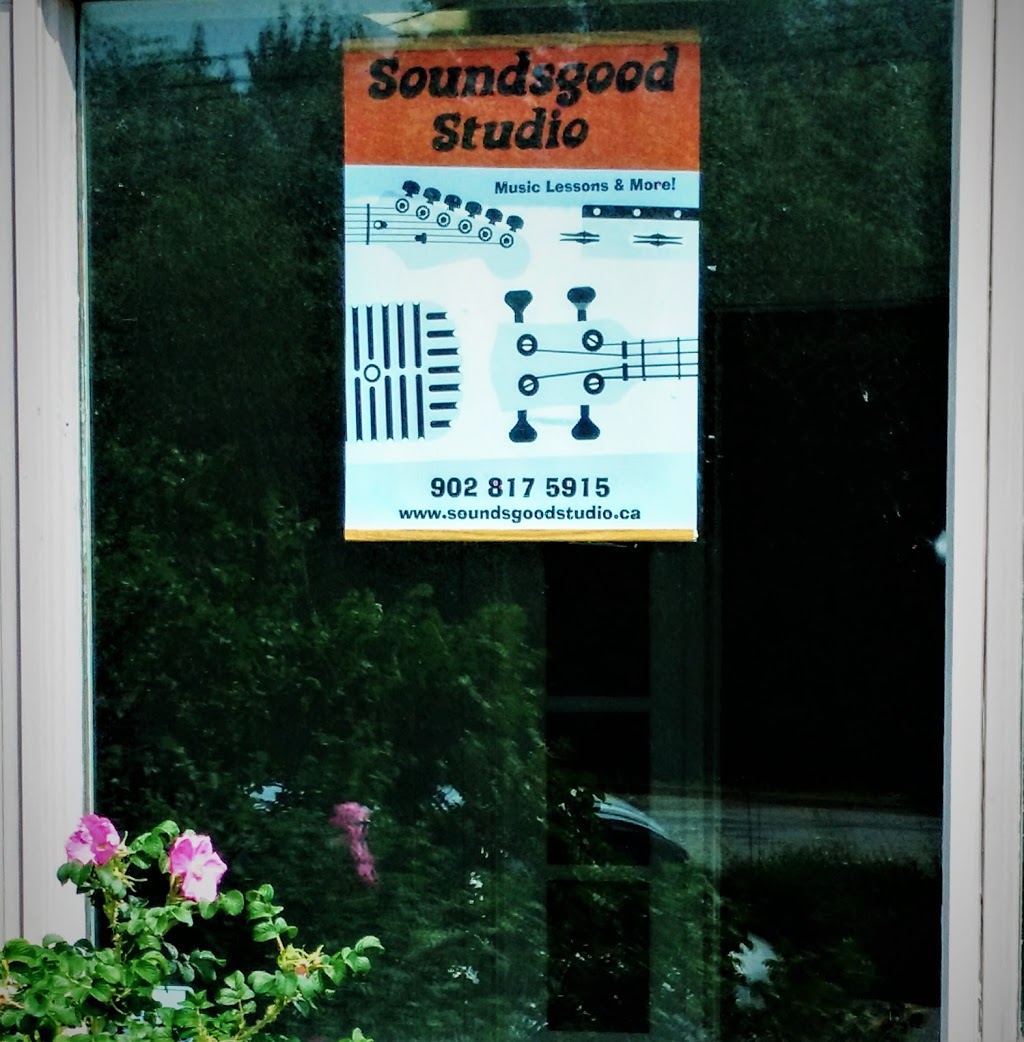 Soundsgood
Studio
Music Lessons & More!
902 817 5915
www.soundsgoodstudio.ca